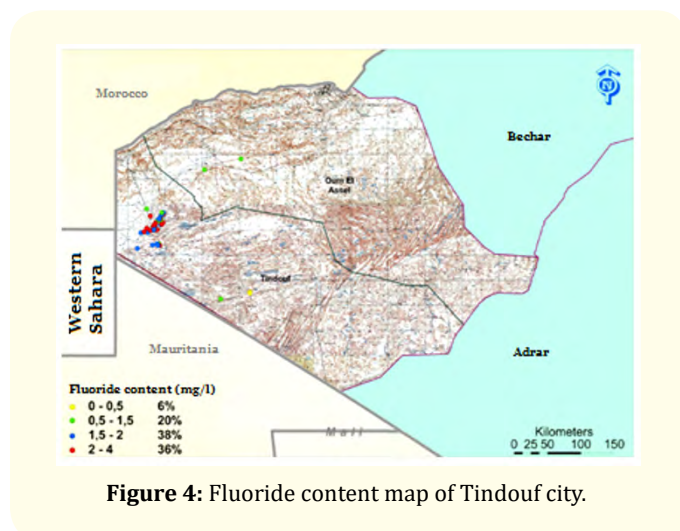 Morocco
Bechar
Oum El
Assel
Western
Sahara
Tindouf
Mauritania
Adrar
Fluoride content (mg/l)
0 - 0,5 6%
0,5 - 1,5 20%
1,5 - 2 38%
2 - 4 36%
Mali
Kilometers
0 25 50 100 150
Figure 4: Fluoride content map of Tindouf city.